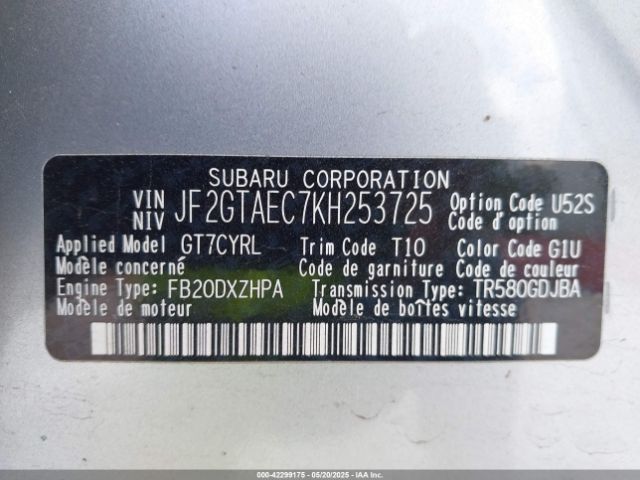 SUBARU CORPORATION
VIN
NIV JF2GTAEC7KH253725 Option Code U52S
Code d'option
Applied Model GT7CYRL Trim Code T10 Color Code G1U
Modèle concerné Code de garniture Code de couleur
Engine Type: FB20DXZHPA Transmission Type: TR580GDJBA
Modèle de moteur Modèle de boîtes vitesse
000-42299175 - 05/20/2025 - IAAI.COM